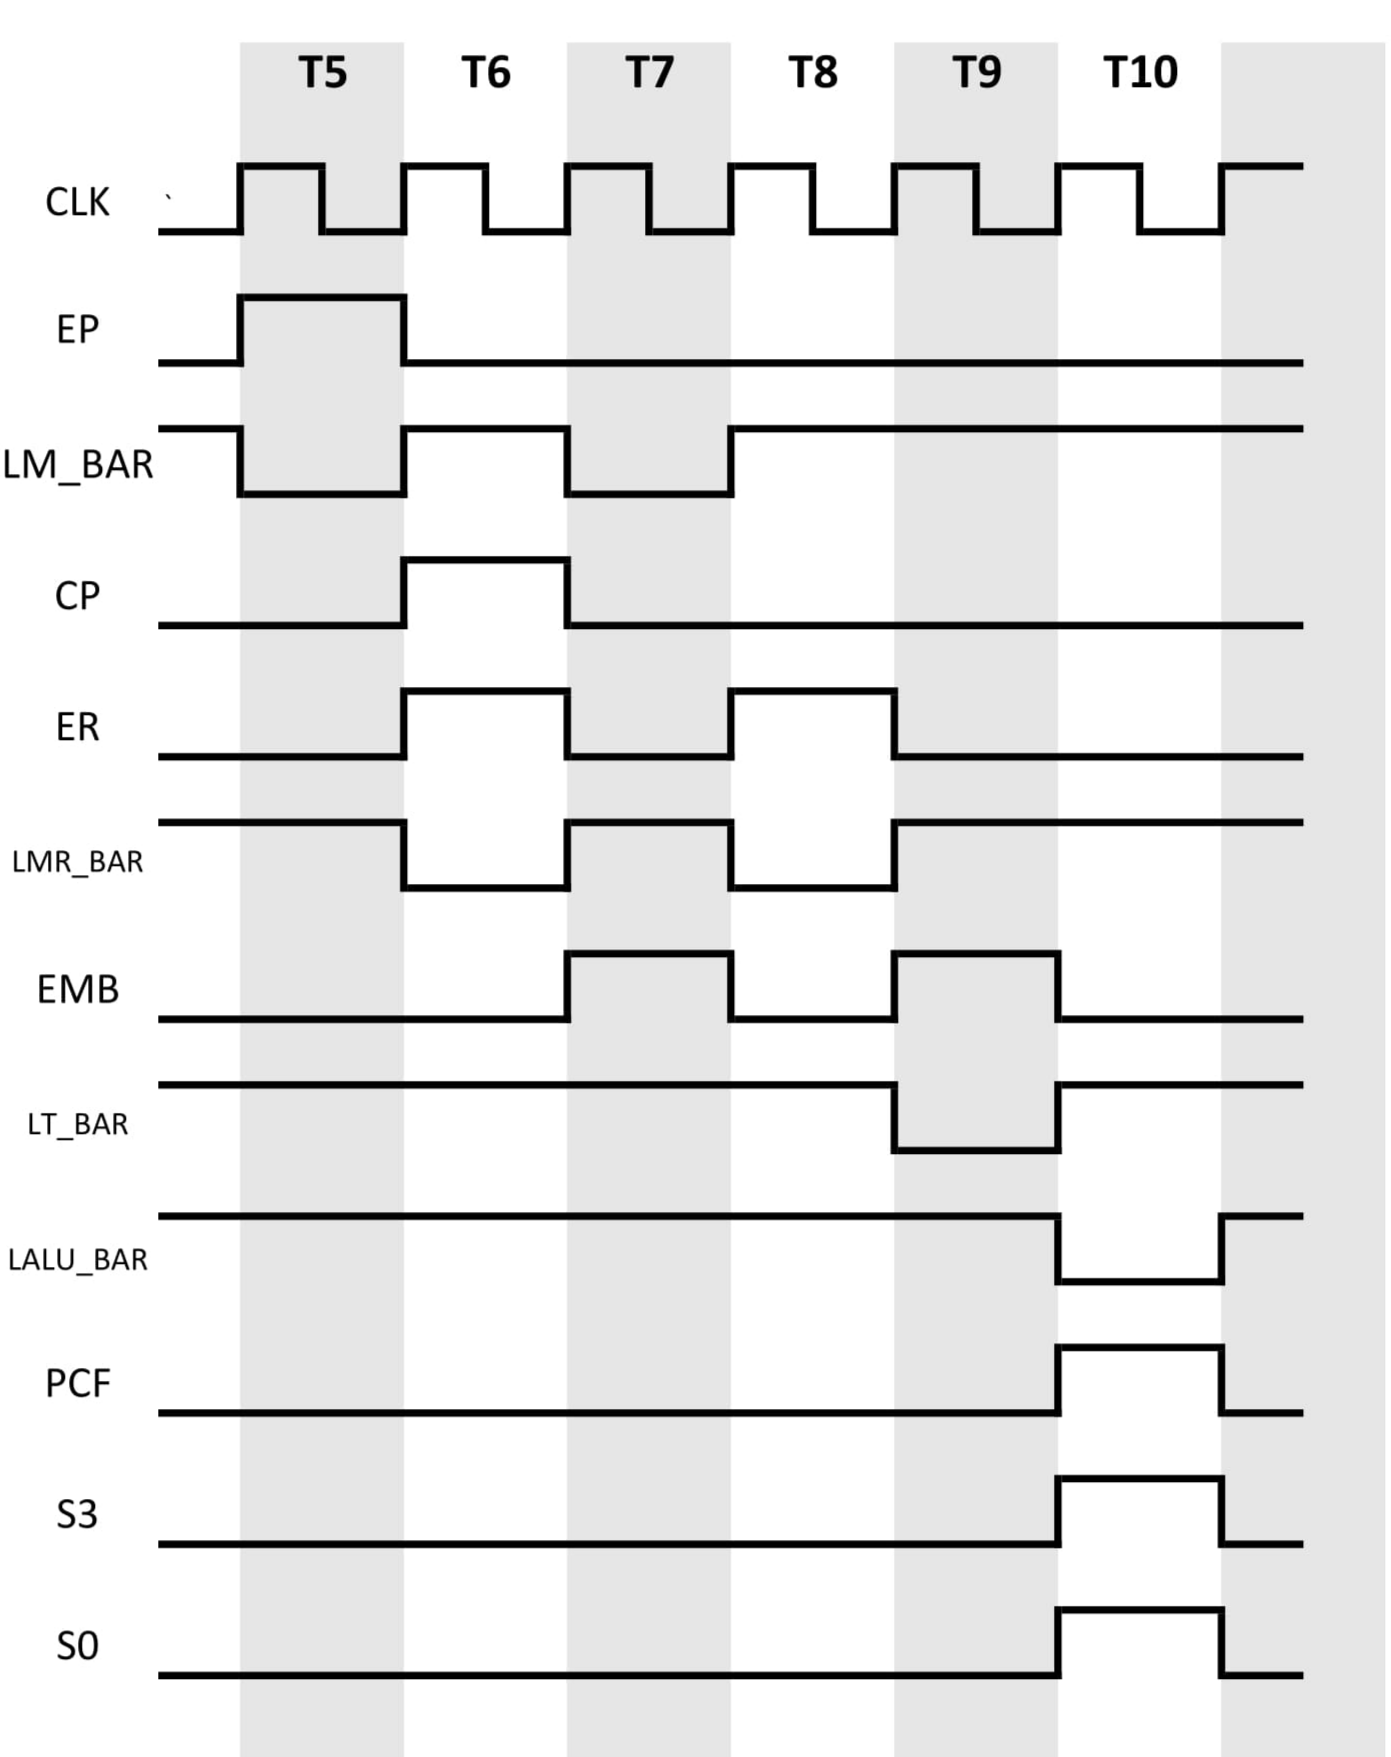 T5 T6 T7 T8 T9 T10
CLK `
EP
LM_BAR
CP
ER
LMR_BAR
EMB
LT_BAR
LALU_BAR
PCF
S3
S0